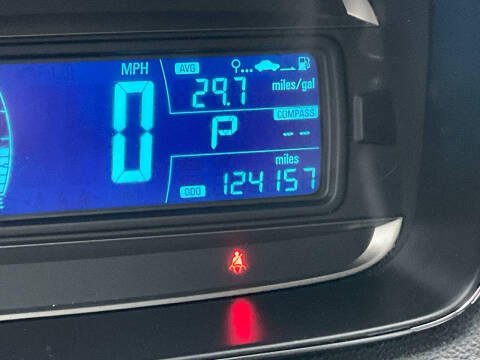 MPH
0
AVG
29.7 miles/gal
COMPASS
P --
miles
ODO 124157